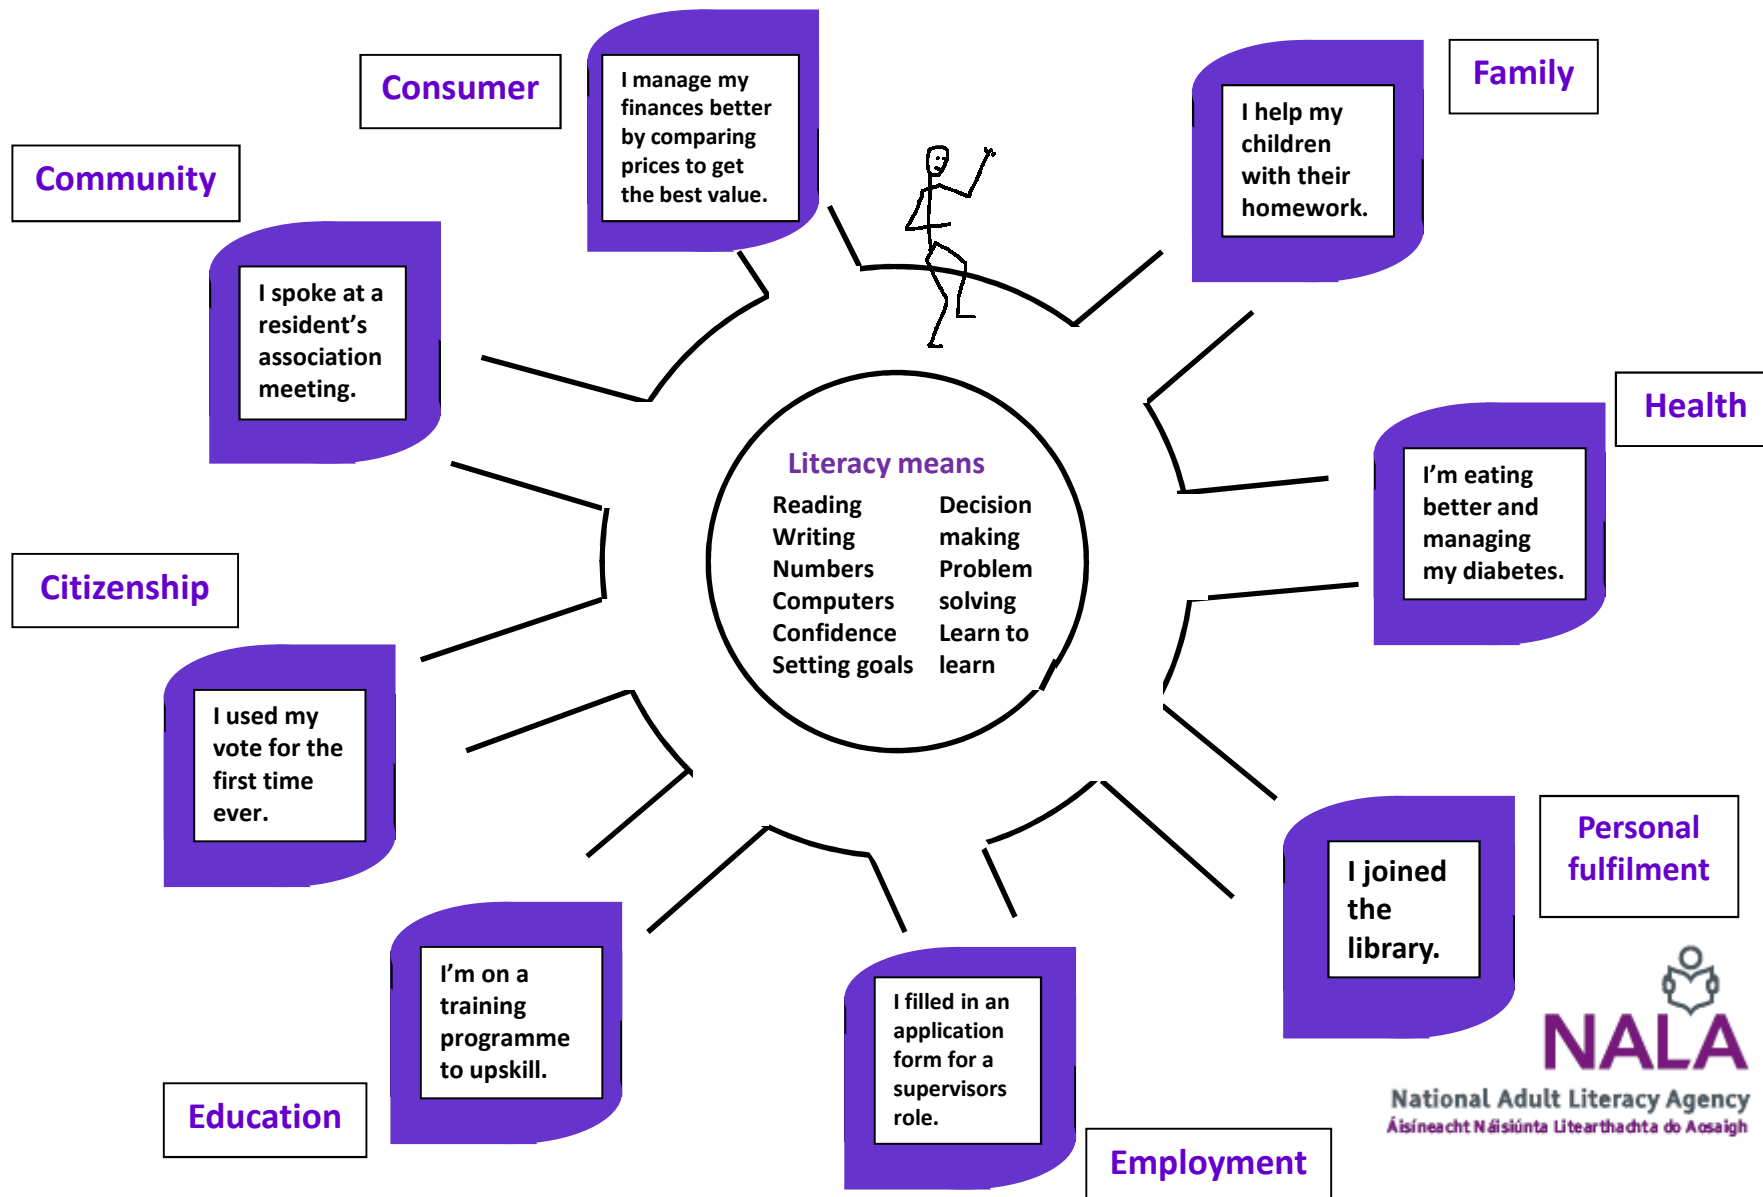 Consumer
I manage my
finances better
by comparing
prices to get
the best value.
Family
I help my
children
with their
homework.
Community
I spoke at a
resident’s
association
meeting.
Health
I’m eating
better and
managing
my diabetes.
Literacy means
Reading
Writing
Numbers
Computers
Confidence
Setting goals
Decision
making
Problem
solving
Learn to
learn
Citizenship
I used my
vote for the
first time
ever.
Personal
fulfilment
I joined
the
library.
Education
I’m on a
training
programme
to upskill.
Employment
I filled in an
application
form for a
supervisors
role.
NALA
National Adult Literacy Agency
Áisíneacht Náisiúnta Litearthachta do Aosaigh